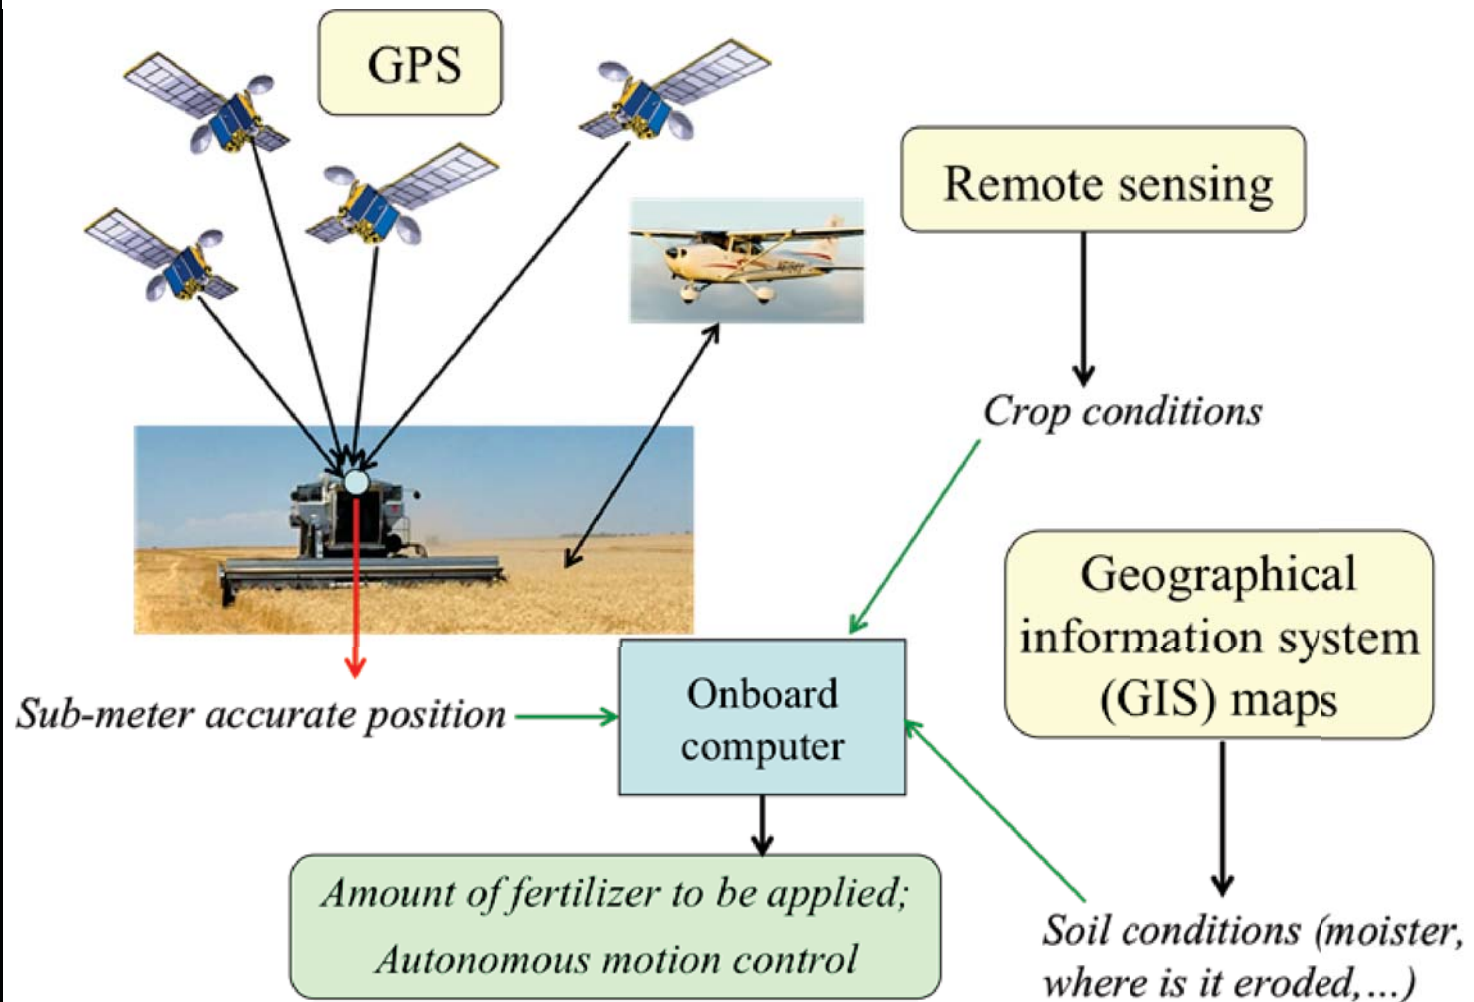 GPS
Remote sensing
Crop conditions
Geographical
information system
(GIS) maps
Sub-meter accurate position
Onboard
computer
Amount of fertilizer to be applied;
Autonomous motion control
Soil conditions (moister,
where is it eroded,...)